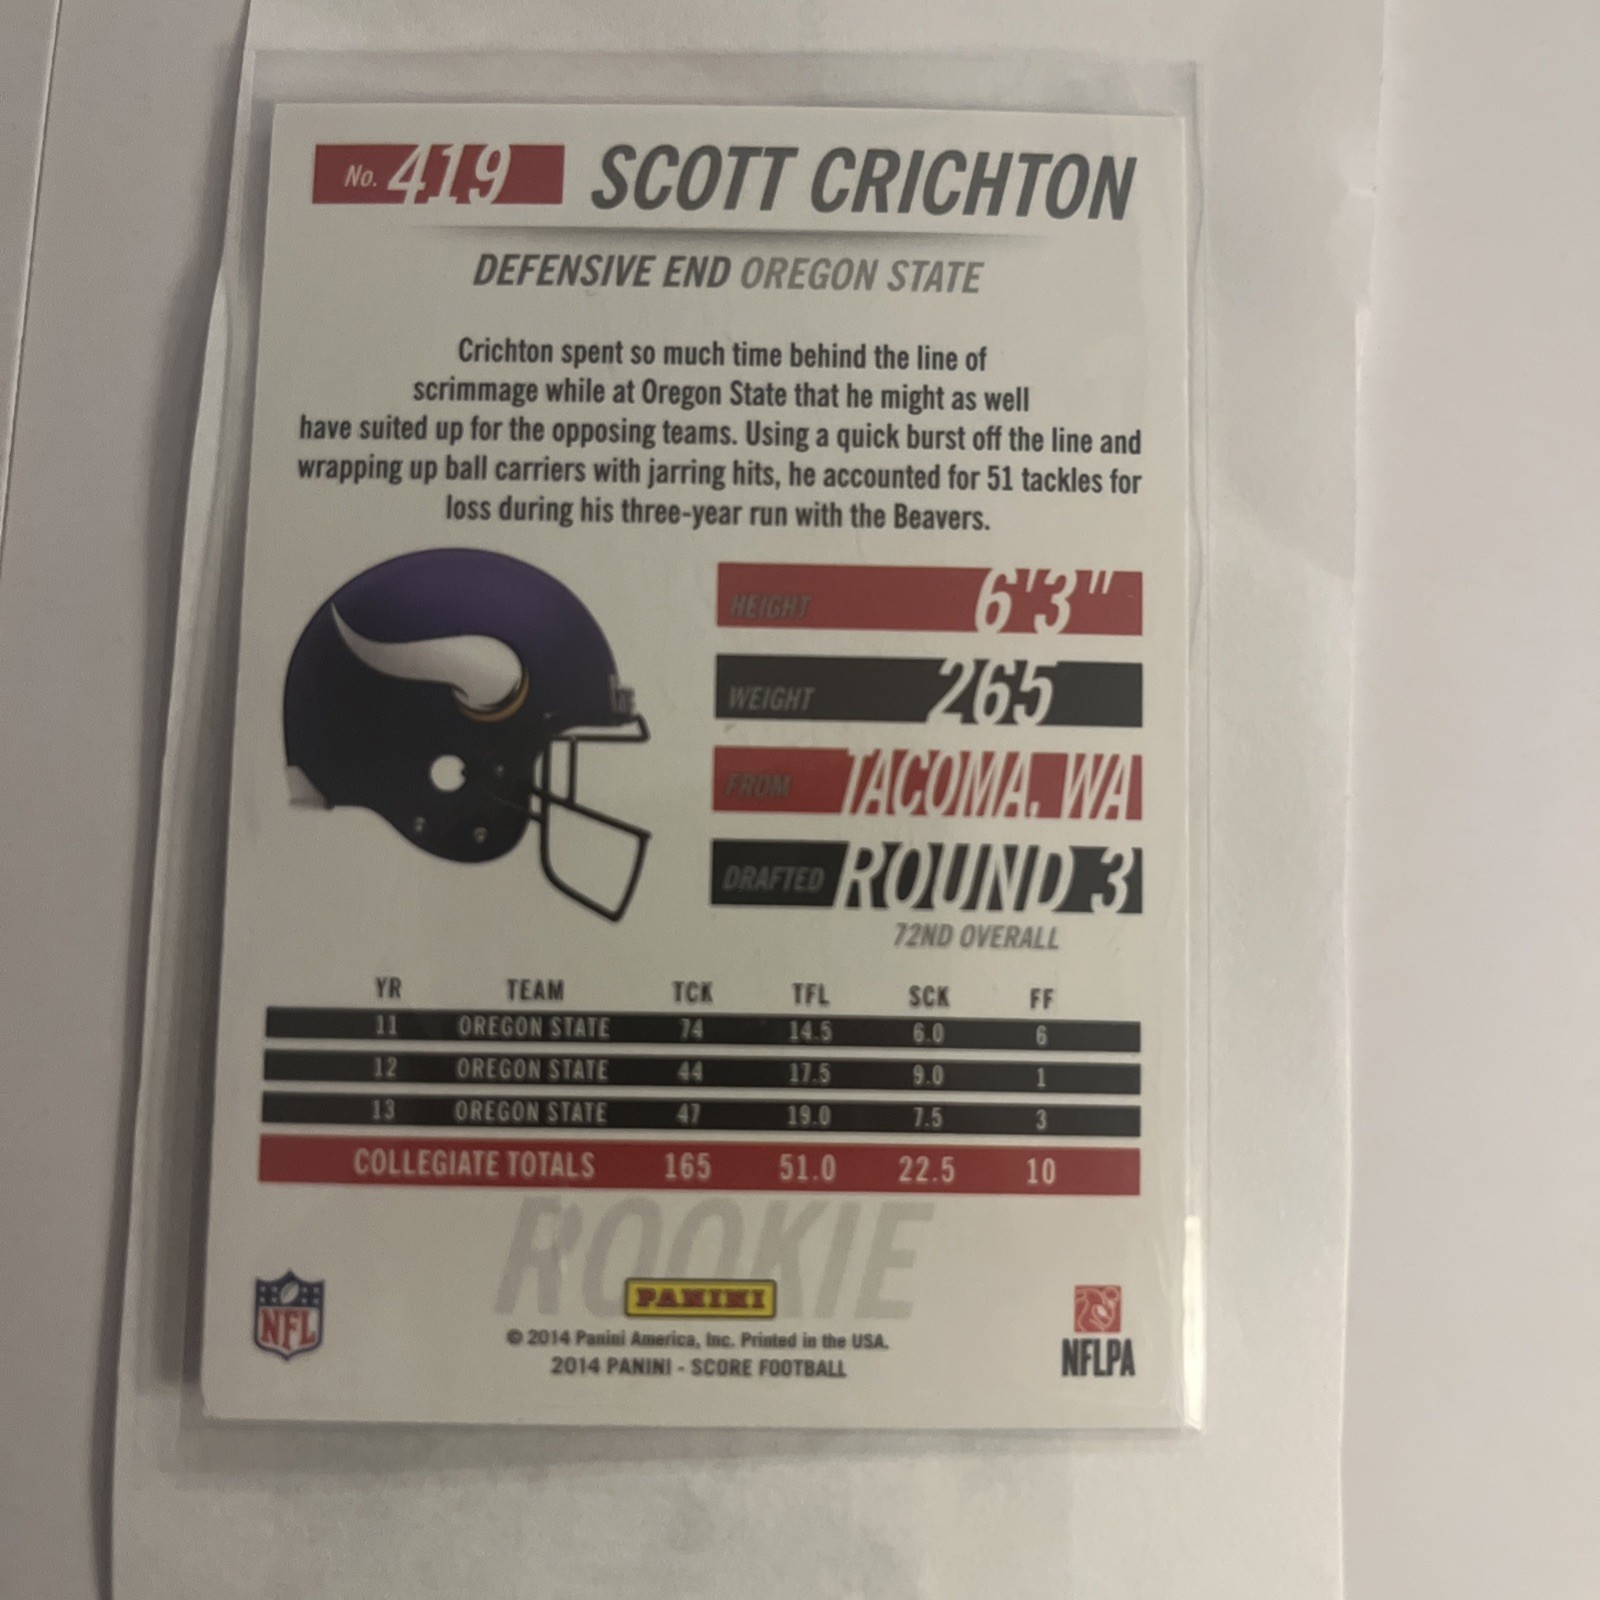 No. 419 SCOTT CRICHTON
DEFENSIVE END OREGON STATE
Crichton spent so much time behind the line of
scrimmage while at Oregon State that he might as well
have suited up for the opposing teams. Using a quick burst off the line and
wrapping up ball carriers with jarring hits, he accounted for 51 tackles for
loss during his three-year run with the Beavers.
HEIGHT 6'3"
WEIGHT 265
FROM TACOMA, WA
DRAFTED ROUND 3
72ND OVERALL
YR TEAM TCK TFL SCK FF
11 OREGON STATE 74 14.5 6.0 6
12 OREGON STATE 44 17.5 9.0 1
13 OREGON STATE 47 19.0 7.5 3
COLLEGIATE TOTALS 165 51.0 22.5 10
ROOKIE
NFL
PANINI
© 2014 Panini America, Inc. Printed in the USA.
2014 PANINI - SCORE FOOTBALL
NFLPA